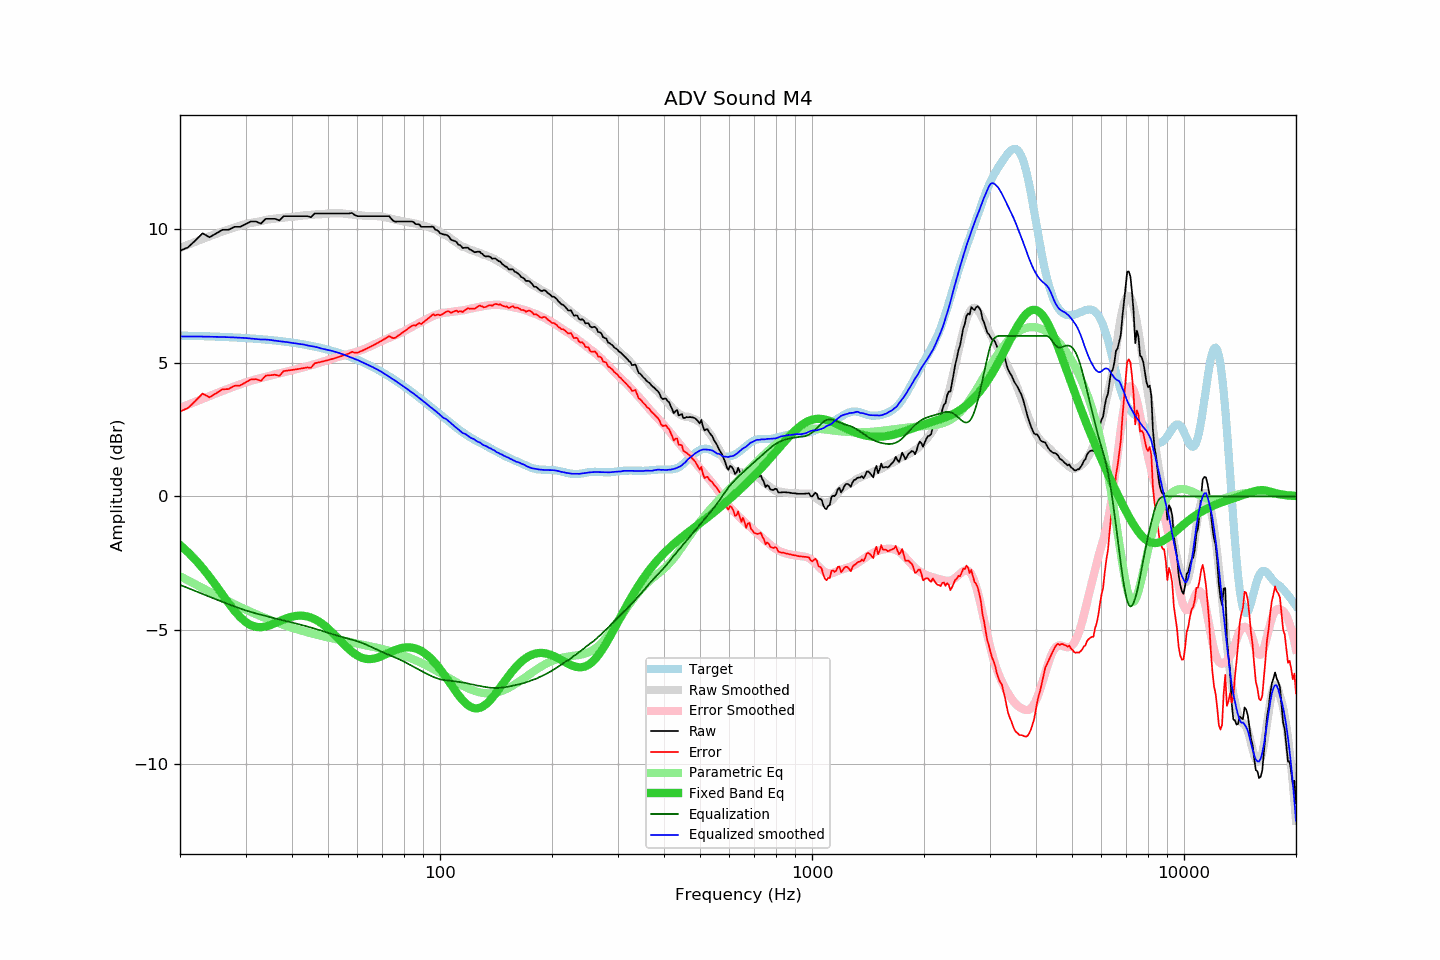 ADV Sound M4
Amplitude (dBr)
10
5
0
−5
−10
Target
Raw Smoothed
Error Smoothed
Raw
Error
Parametric Eq
Fixed Band Eq
Equalization
Equalized smoothed
100
1000
10000
Frequency (Hz)